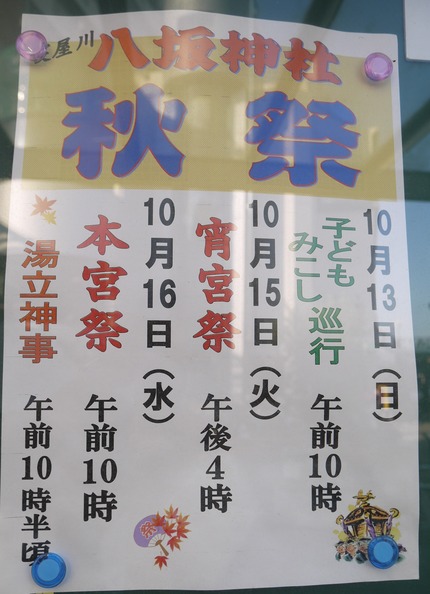 屋川
八坂神社
秋祭
10月13日(日)
子ども
みこし巡行
午前10時
10月15日(火)
宵宮祭
午後4時
10月16日(水)
本宮祭
午前10時
湯立神事
午前10時半頃
祭